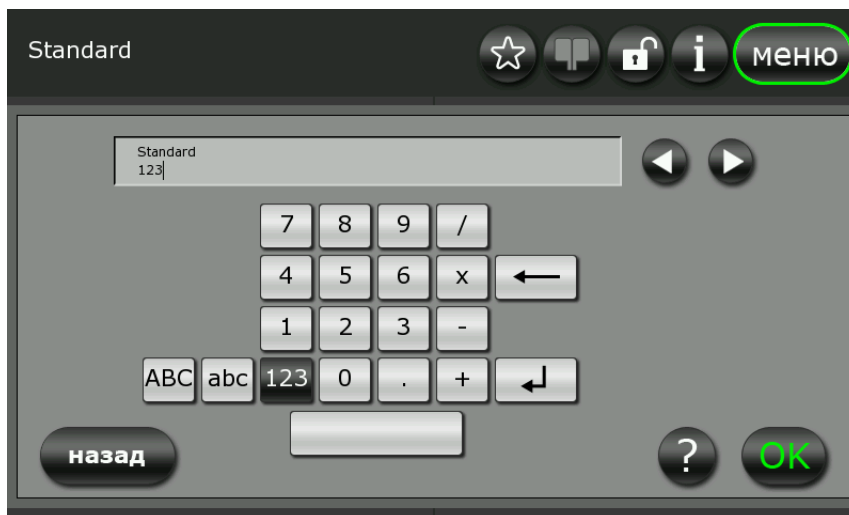 Standard
i меню
Standard
123
7 8 9 /
4 5 6 x
1 2 3 -
ABC abc 123 0 . +
назад
? OK